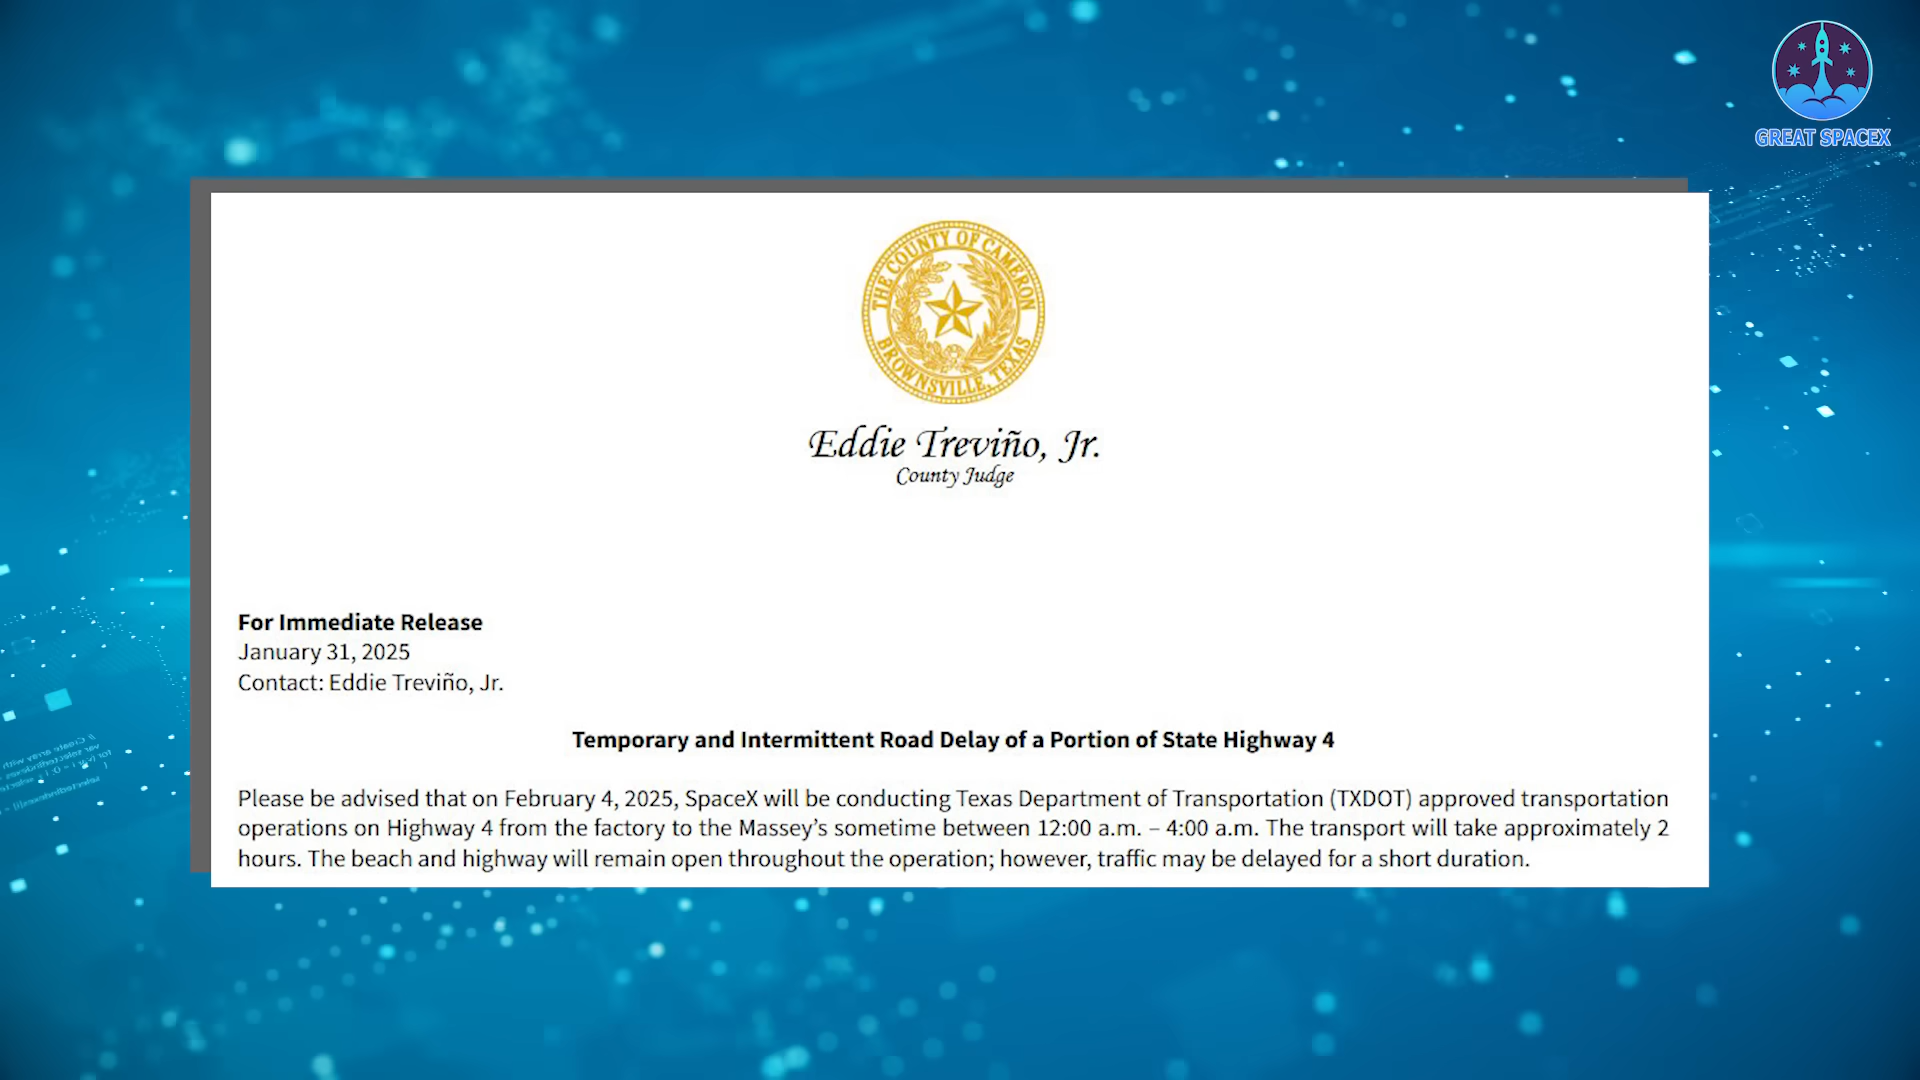 GREAT SPACEX
THE COUNTY OF CAMERON
BROWNSVILLE, TEXAS
Eddie Treviño, Jr.
County Judge
For Immediate Release
January 31, 2025
Contact: Eddie Treviño, Jr.
Temporary and Intermittent Road Delay of a Portion of State Highway 4
Please be advised that on February 4, 2025, SpaceX will be conducting Texas Department of Transportation (TXDOT) approved transportation
operations on Highway 4 from the factory to the Massey’s sometime between 12:00 a.m. – 4:00 a.m. The transport will take approximately 2
hours. The beach and highway will remain open throughout the operation; however, traffic may be delayed for a short duration.